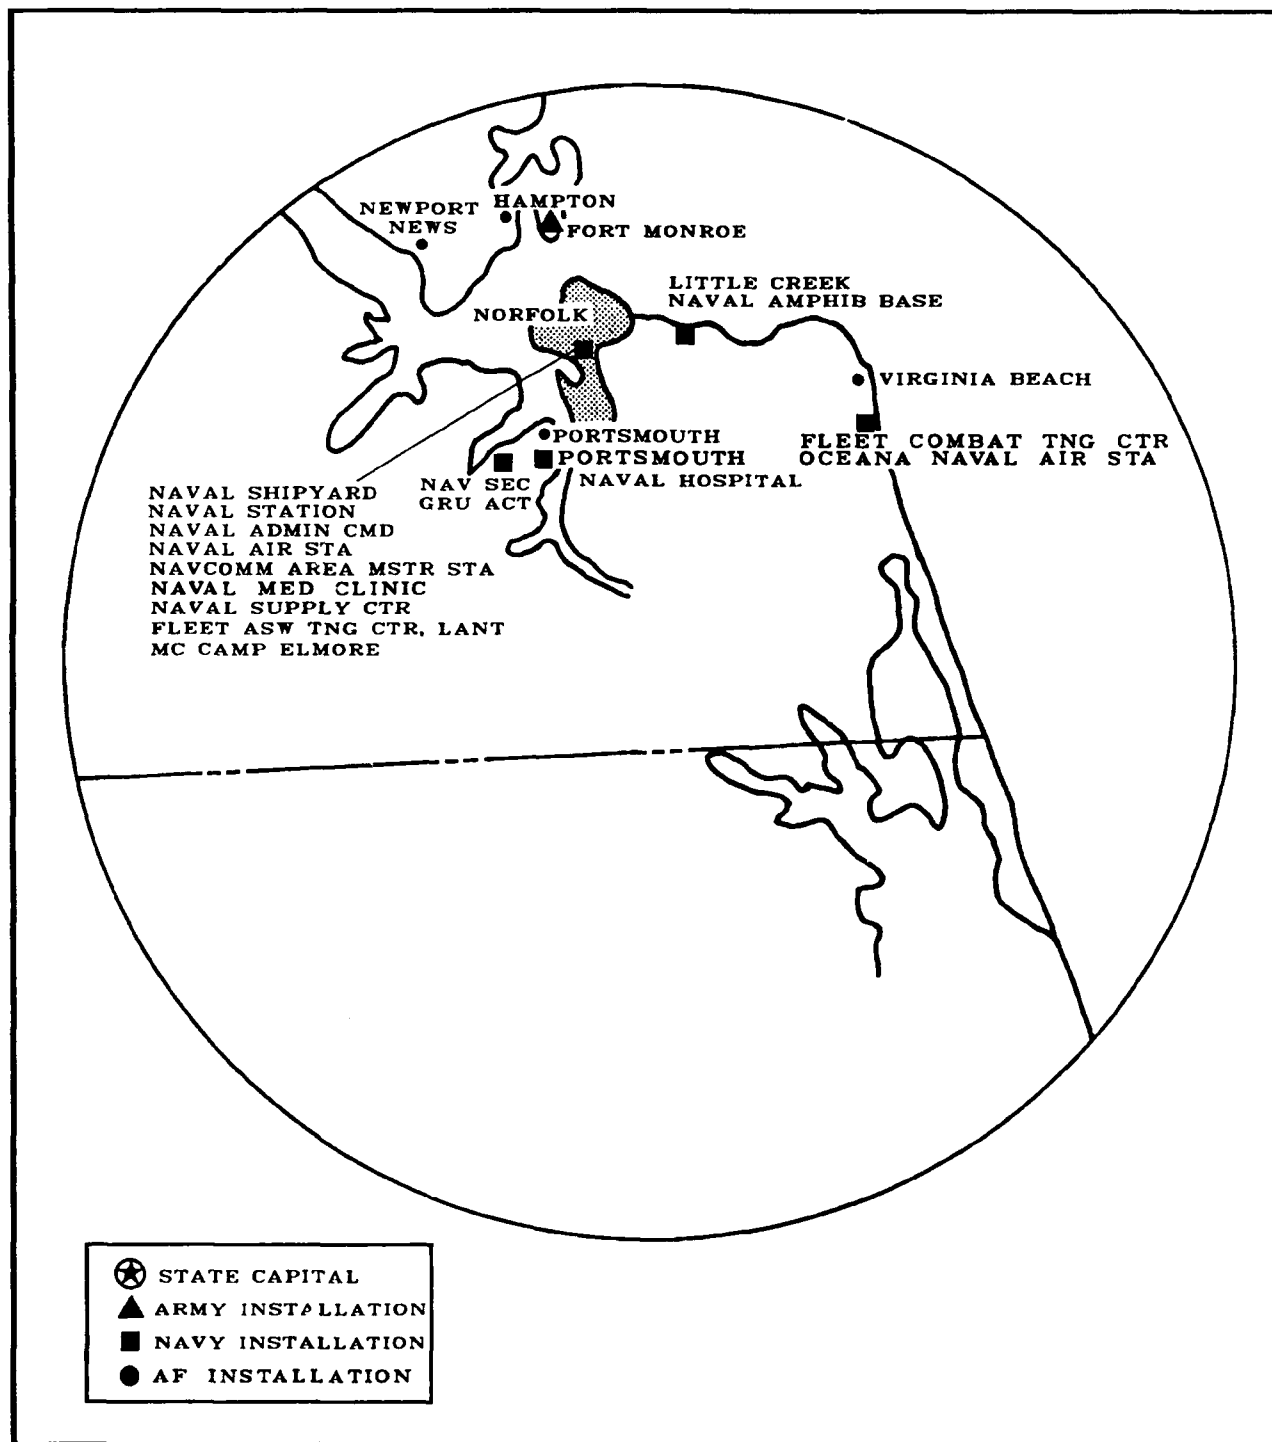 HAMPTON
NEWPORT
NEWS
FORT MONROE
LITTLE CREEK
NAVAL AMPHIB BASE
NORFOLK
VIRGINIA BEACH
PORTSMOUTH
PORTSMOUTH
NAVAL HOSPITAL
FLEET COMBAT TNG CTR
OCEANA NAVAL AIR STA
NAV SEC
GRU ACT
NAVAL SHIPYARD
NAVAL STATION
NAVAL ADMIN CMD
NAVAL AIR STA
NAVCOMM AREA MSTR STA
NAVAL MED CLINIC
NAVAL SUPPLY CTR
FLEET ASW TNG CTR, LANT
MC CAMP ELMORE
STATE CAPITAL
ARMY INSTALLATION
NAVY INSTALLATION
AF INSTALLATION